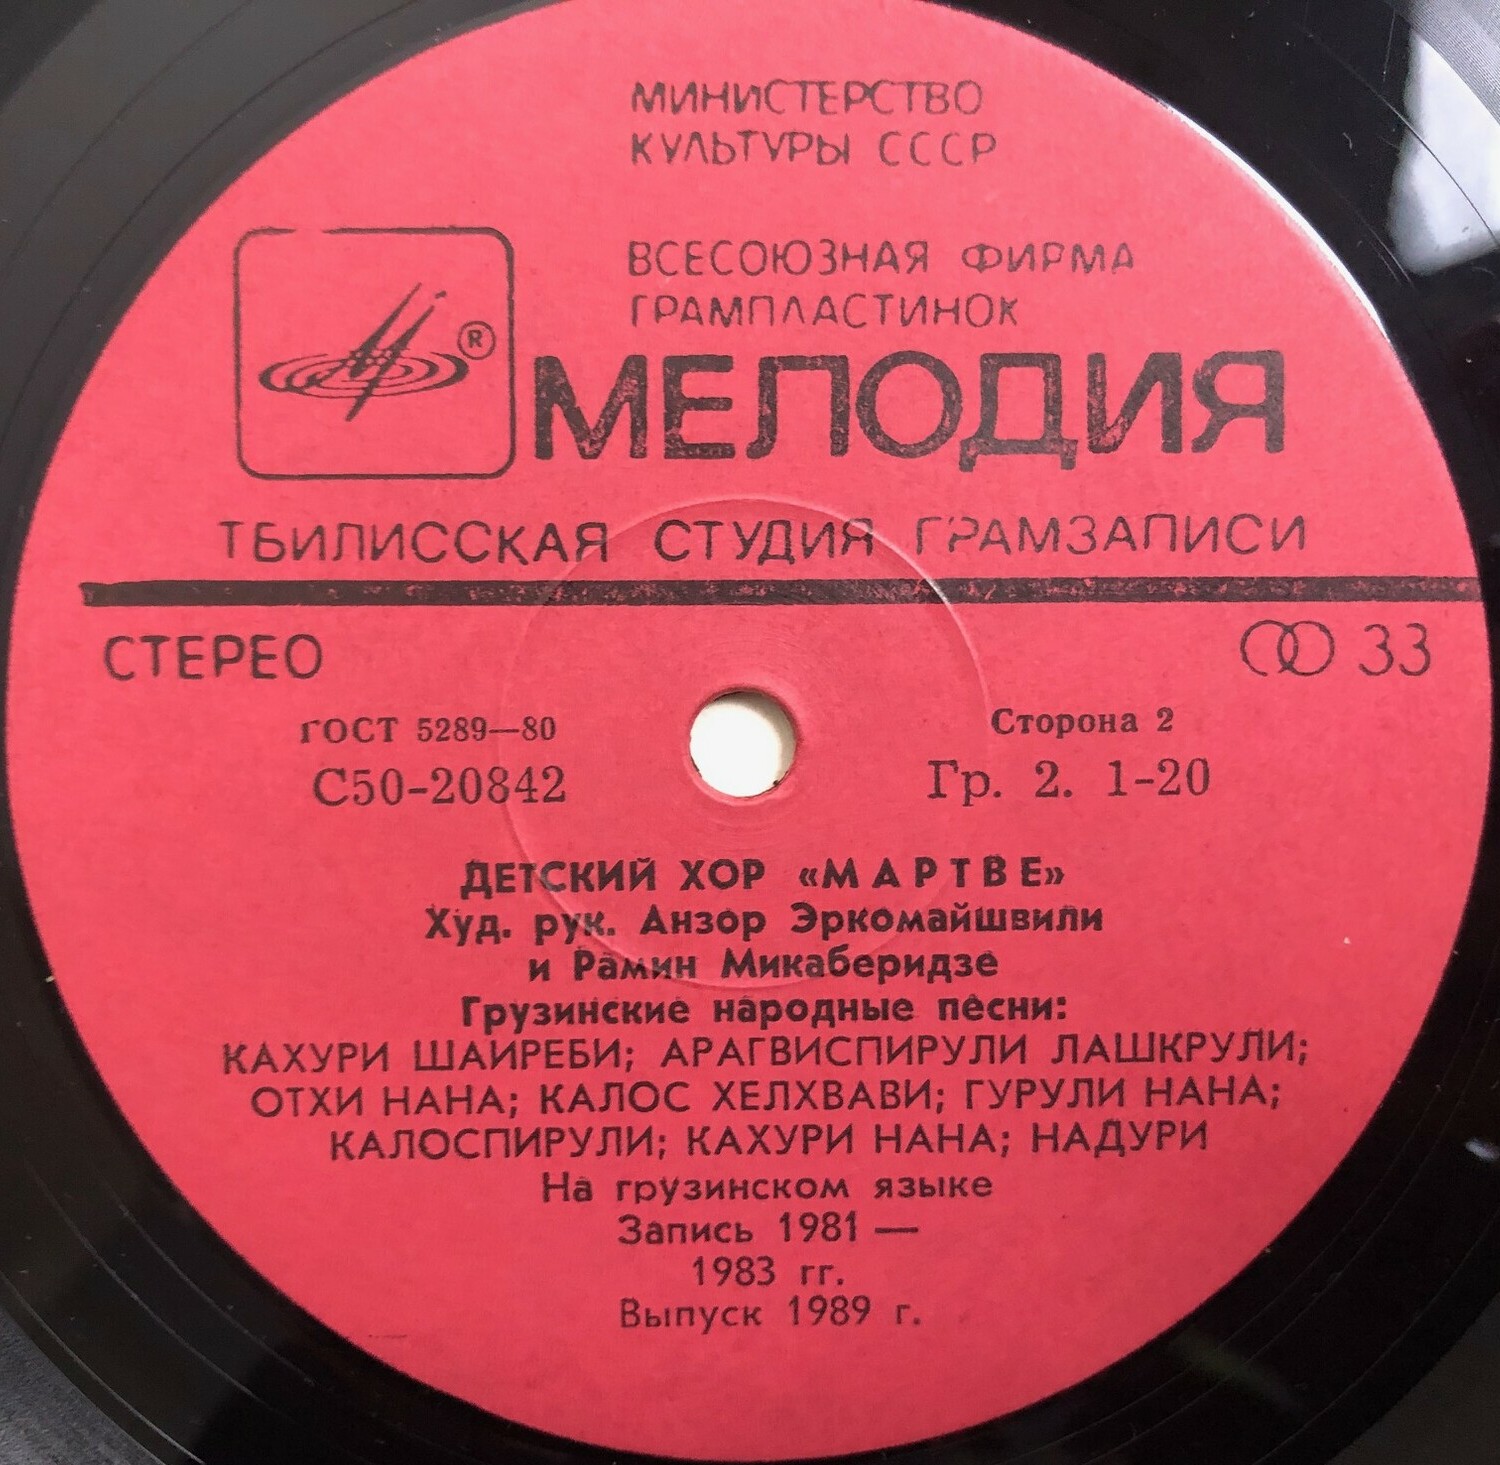 МИНИСТЕРСТВО
КУЛЬТУРЫ СССР
ВСЕСОЮЗНАЯ ФИРМА
ГРАМПЛАСТИНОК
®
МЕЛОДИЯ
ТБИЛИССКАЯ СТУДИЯ ГРАМЗАПИСИ
СТЕРЕО
33
ГОСТ 5289—80
Сторона 2
С50-20842
Гр. 2. 1-20
ДЕТСКИЙ ХОР «МАРТВЕ»
Худ. рук. Анзор Эркомайшвили
и Рамин Микаберидзе
Грузинские народные песни:
КАХУРИ ШАИРЕБИ; АРАГВИСПИРУЛИ ЛАШКРУЛИ;
ОТХИ НАНА; КАЛОС ХЕЛХВАВИ; ГУРУЛИ НАНА;
КАЛОСПИРУЛИ; КАХУРИ НАНА; НАДУРИ
На грузинском языке
Запись 1981 —
1983 гг.
Выпуск 1989 г.